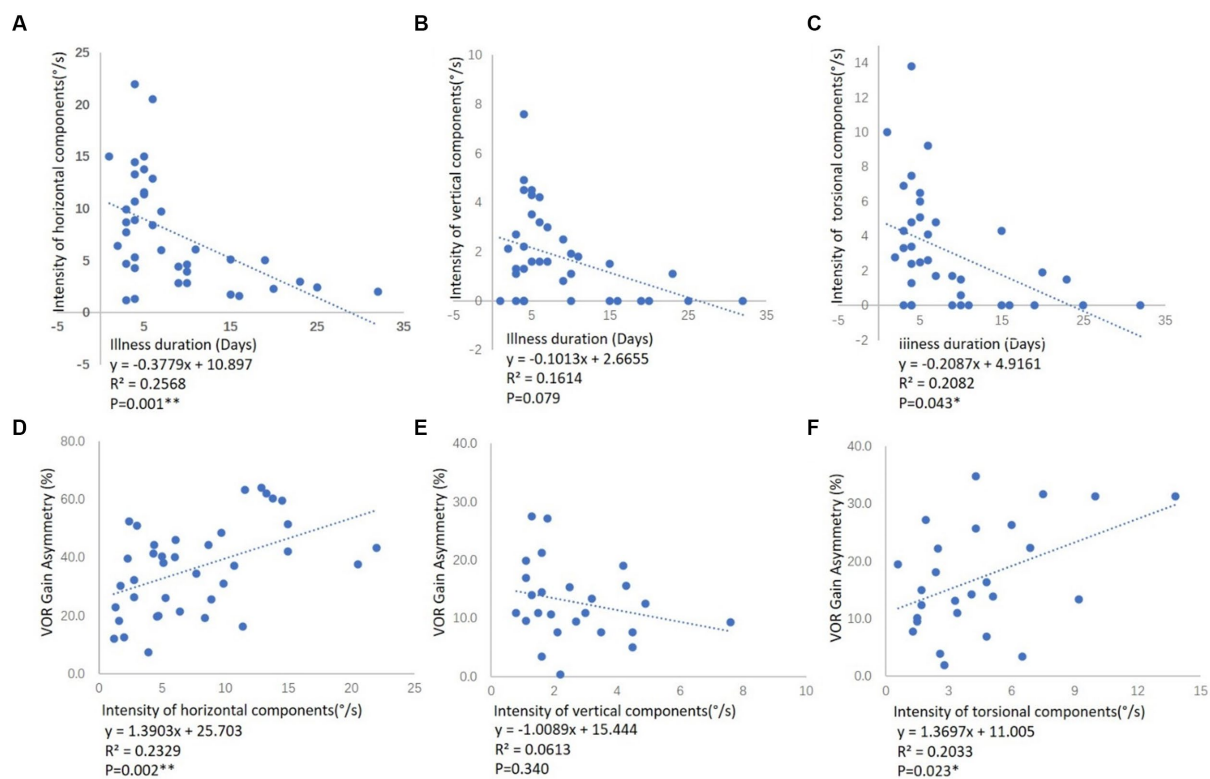 A
B
C
Intensity of horizontal components(°/s)
25
20
15
10
5
0
-5
-5
5
15
25
35
Illness duration (Days)
y = -0.3779x + 10.897
R² = 0.2568
P=0.001**
Intensity of vertical components(°/s)
10
8
6
4
2
0
-2
-5
5
15
25
35
Illness duration (Days)
y = -0.1013x + 2.6655
R² = 0.1614
P=0.079
Intensity of torsional components(°/s)
14
12
10
8
6
4
2
0
-2
-5
5
15
25
35
illness duration (Days)
y = -0.2087x + 4.9161
R² = 0.2082
P=0.043*
D
E
F
VOR Gain Asymmetry (%)
80.0
60.0
40.0
20.0
0.0
0
5
10
15
20
25
Intensity of horizontal components(°/s)
y = 1.3903x + 25.703
R² = 0.2329
P=0.002**
VOR Gain Asymmetry (%)
40.0
30.0
20.0
10.0
0.0
0
2
4
6
8
10
Intensity of vertical components(°/s)
y = -1.0089x + 15.444
R² = 0.0613
P=0.340
VOR Gain Asymmetry (%)
40.0
30.0
20.0
10.0
0.0
0
3
6
9
12
15
Intensity of torsional components(°/s)
y = 1.3697x + 11.005
R² = 0.2033
P=0.023*